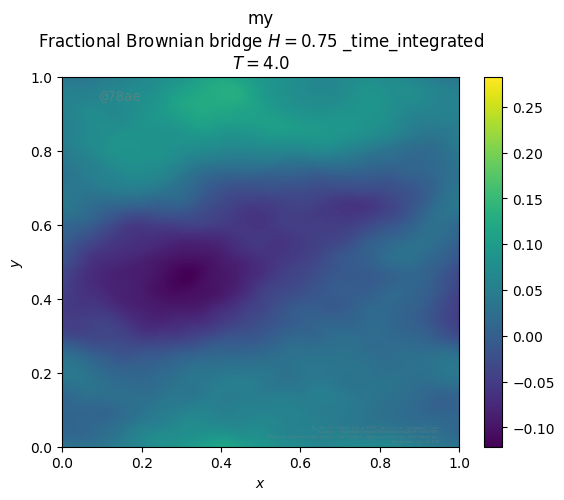 my
Fractional Brownian bridge H = 0.75 _time_integrated
T = 4.0
@78ae
1.0
0.8
0.6
0.4
0.2
0.0
y
0.0 0.2 0.4 0.6 0.8 1.0
x
0.25
0.20
0.15
0.10
0.05
0.00
−0.05
−0.10